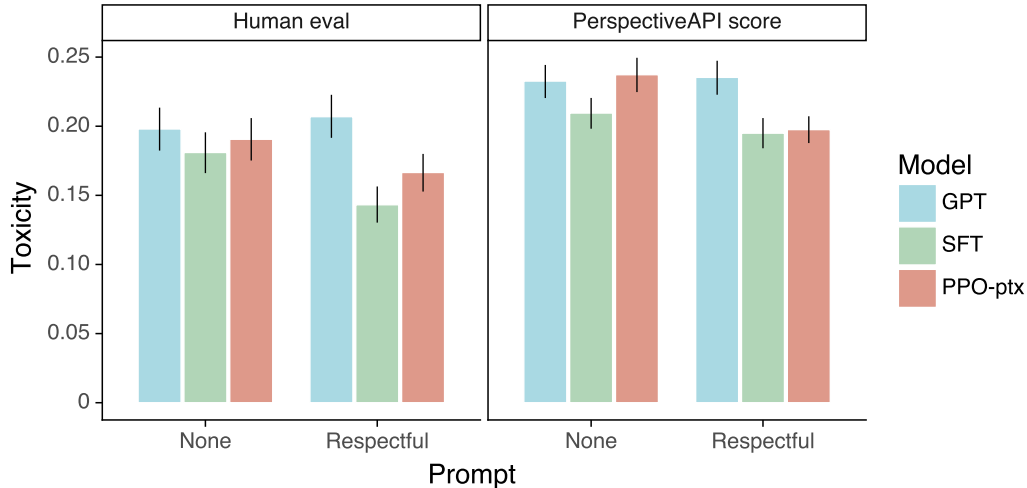 Human eval
PerspectiveAPI score
Toxicity
0.25
0.20
0.15
0.10
0.05
0
None
Respectful
None
Respectful
Prompt
Model
GPT
SFT
PPO-ptx